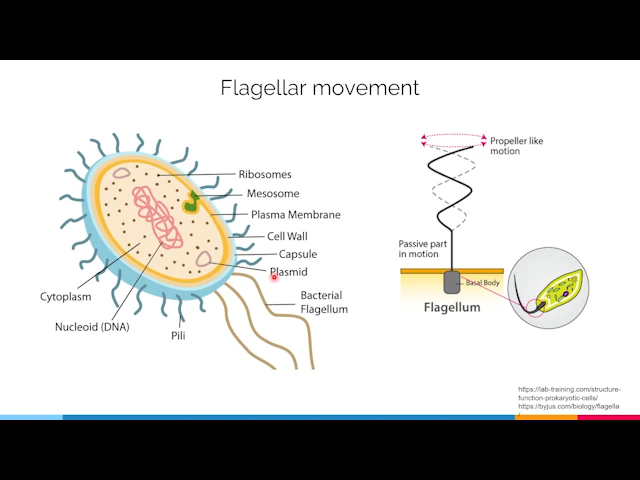 Flagellar movement
Ribosomes
Mesosome
Plasma Membrane
Cell Wall
Capsule
Plasmid
Bacterial
Flagellum
Cytoplasm
Nucleoid (DNA)
Pili
Propeller like
motion
Passive part
in motion
Basal Body
Flagellum
https://lab-training.com/structure-
function-prokaryotic-cells/
https://byjus.com/biology/flagella
/